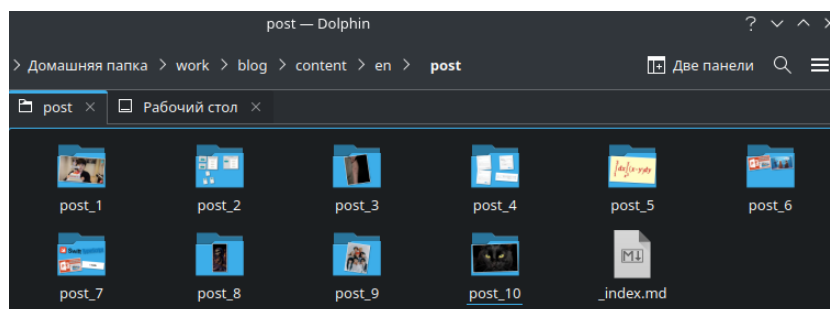 post — Dolphin
? 
> Домашняя папка > work > blog > content > en > post
Две панели
post ×
Рабочий стол ×
post_1 post_2 post_3 post_4 post_5 post_6
post_7 post_8 post_9 post_10 _index.md